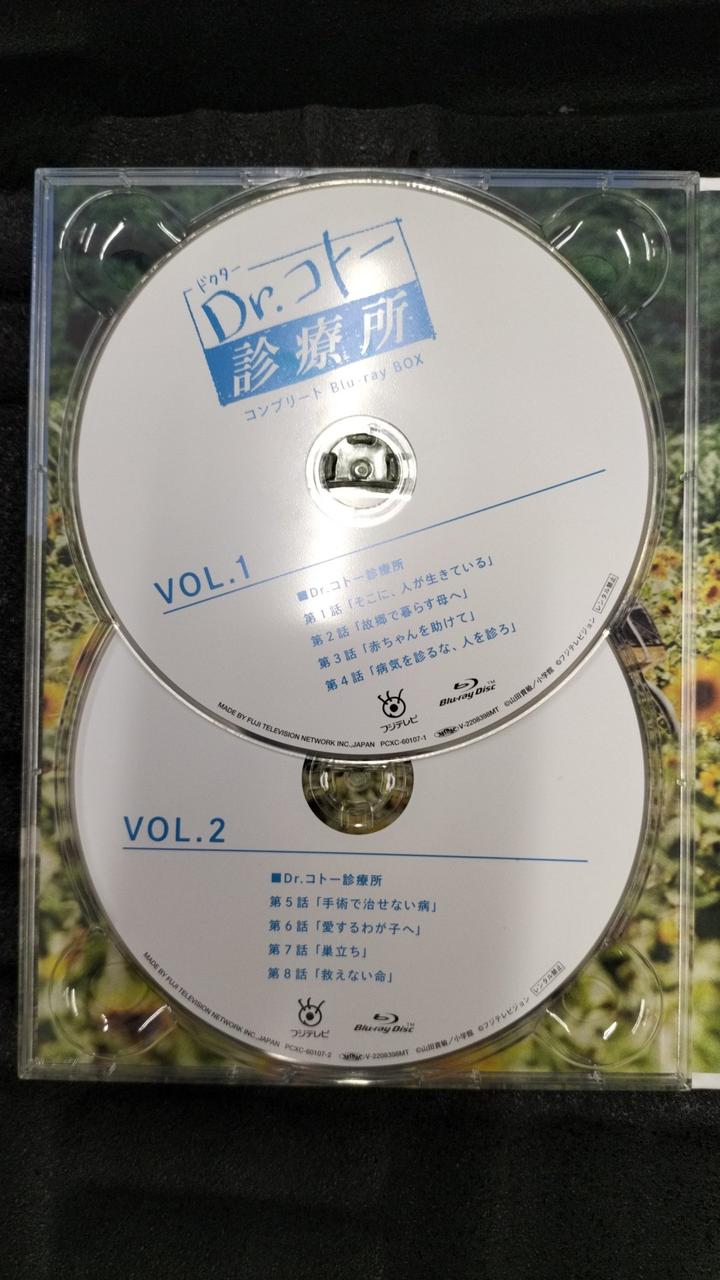 ドクター
Dr.コトー
診療所
コンプリート Blu-ray BOX
VOL.1
■Dr.コトー診療所
第1話「そこに、人が生きている」
第2話「故郷で暮らす母へ」
第3話「赤ちゃんを助けて」
第4話「病気を診るな、人を診ろ」
フジテレビ
Blu-ray Disc™
MADE BY FUJI TELEVISION NETWORK INC.,JAPAN PCXC-60107-1 V-2208398MT ©山田貴敏／小学館 ©フジテレビジョン レンタル禁止
VOL.2
■Dr.コトー診療所
第5話「手術で治せない病」
第6話「愛するわが子へ」
第7話「巣立ち」
第8話「救えない命」
フジテレビ
Blu-ray Disc™
MADE BY FUJI TELEVISION NETWORK INC.,JAPAN PCXC-60107-2 V-2208399MT ©山田貴敏／小学館 ©フジテレビジョン レンタル禁止